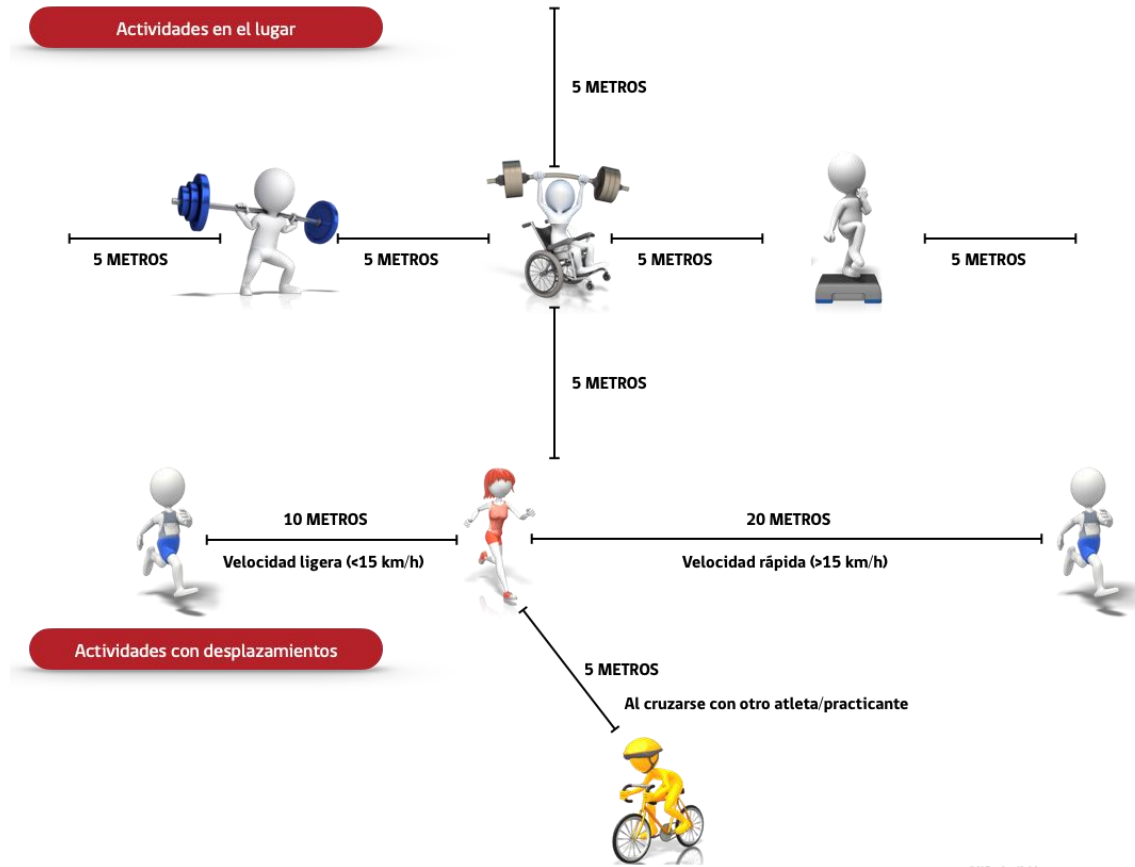 Actividades en el lugar
5 METROS
5 METROS
5 METROS
5 METROS
5 METROS
5 METROS
10 METROS
Velocidad ligera (<15 km/h)
20 METROS
Velocidad rápida (>15 km/h)
Actividades con desplazamientos
5 METROS
Al cruzarse con otro atleta/practicante